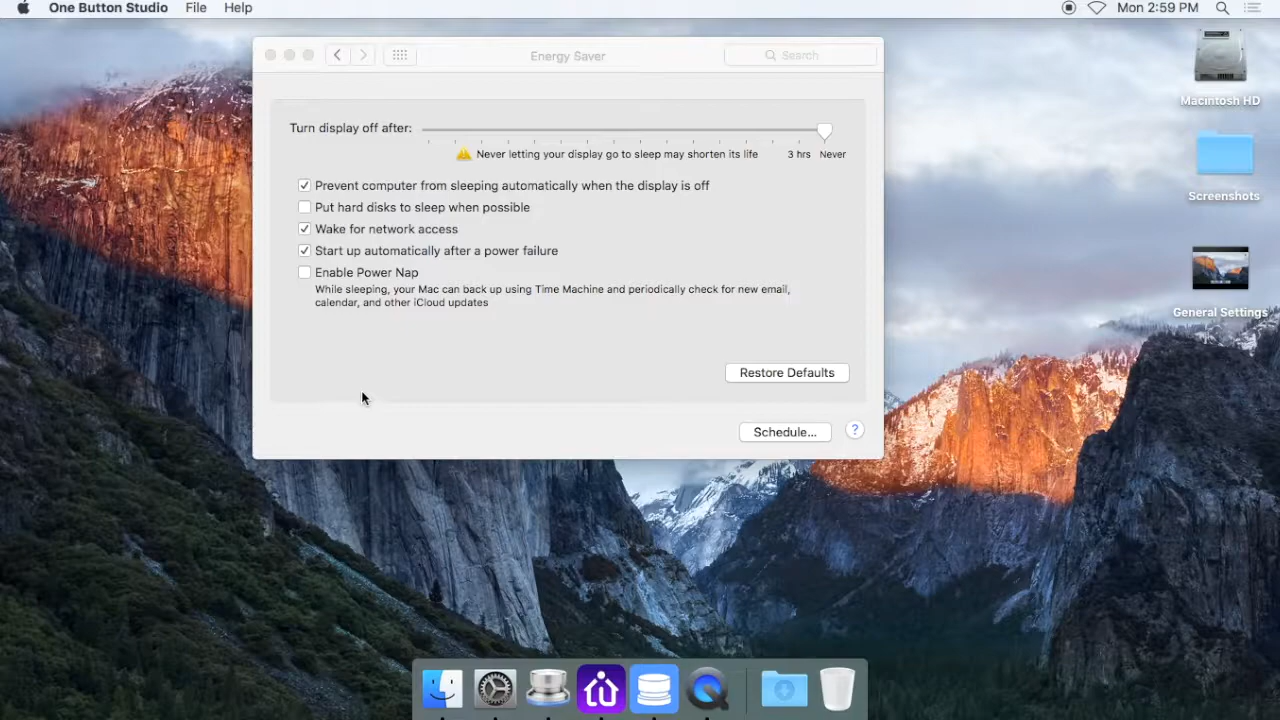 One Button Studio File Help Mon 2:59 PM
Energy Saver Search
Macintosh HD
Turn display off after:
Never letting your display go to sleep may shorten its life 3 hrs Never
Prevent computer from sleeping automatically when the display is off
Screenshots
Put hard disks to sleep when possible
Wake for network access
Start up automatically after a power failure
Enable Power Nap
While sleeping, your Mac can back up using Time Machine and periodically check for new email,
calendar, and other iCloud updates
General Settings
Restore Defaults
Schedule... ?